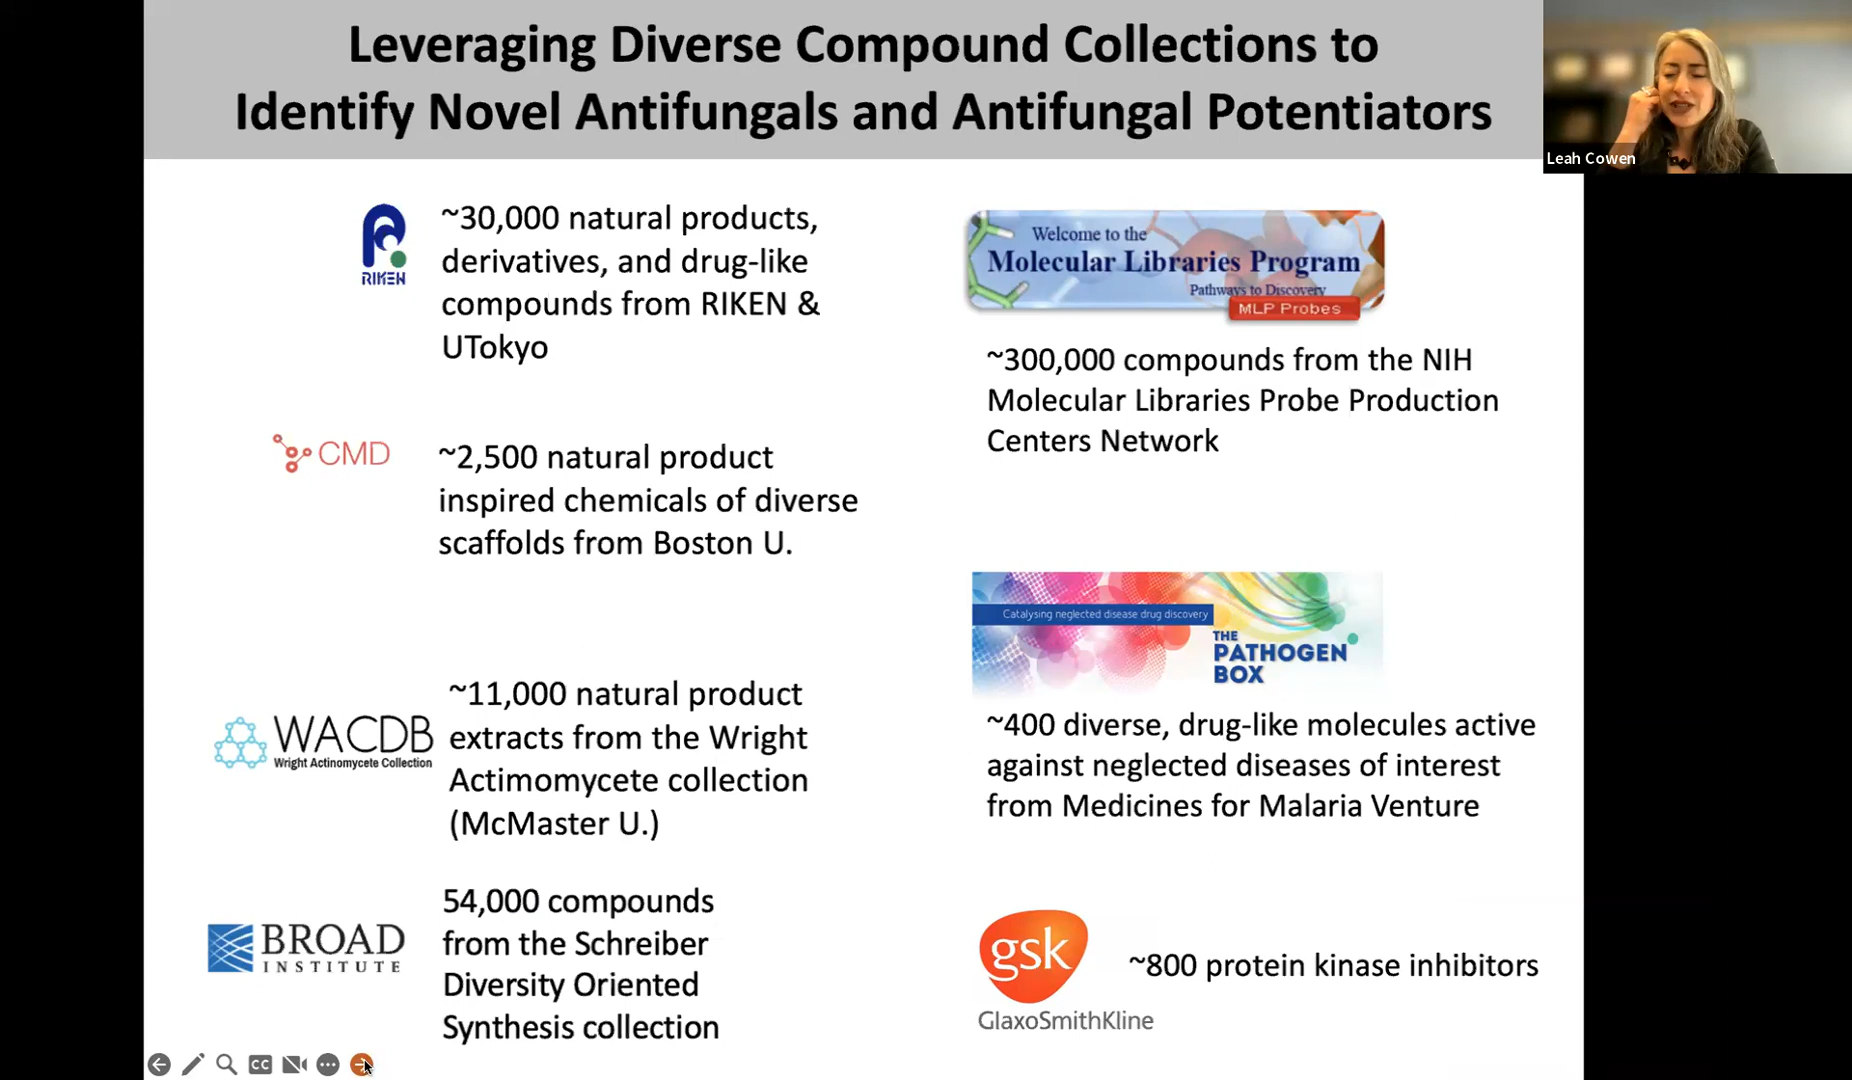 Leveraging Diverse Compound Collections to
Identify Novel Antifungals and Antifungal Potentiators
Leah Cowen
RIKEN
~30,000 natural products,
derivatives, and drug-like
compounds from RIKEN &
UTokyo
CMD
~2,500 natural product
inspired chemicals of diverse
scaffolds from Boston U.
WACDB
Wright Actinomycete Collection
~11,000 natural product
extracts from the Wright
Actimomycete collection
(McMaster U.)
BROAD
INSTITUTE
54,000 compounds
from the Schreiber
Diversity Oriented
Synthesis collection
Welcome to the
Molecular Libraries Program
Pathways to Discovery
MLP Probes
~300,000 compounds from the NIH
Molecular Libraries Probe Production
Centers Network
Catalysing neglected disease drug discovery
THE
PATHOGEN
BOX
~400 diverse, drug-like molecules active
against neglected diseases of interest
from Medicines for Malaria Venture
gsk
GlaxoSmithKline
~800 protein kinase inhibitors
CC